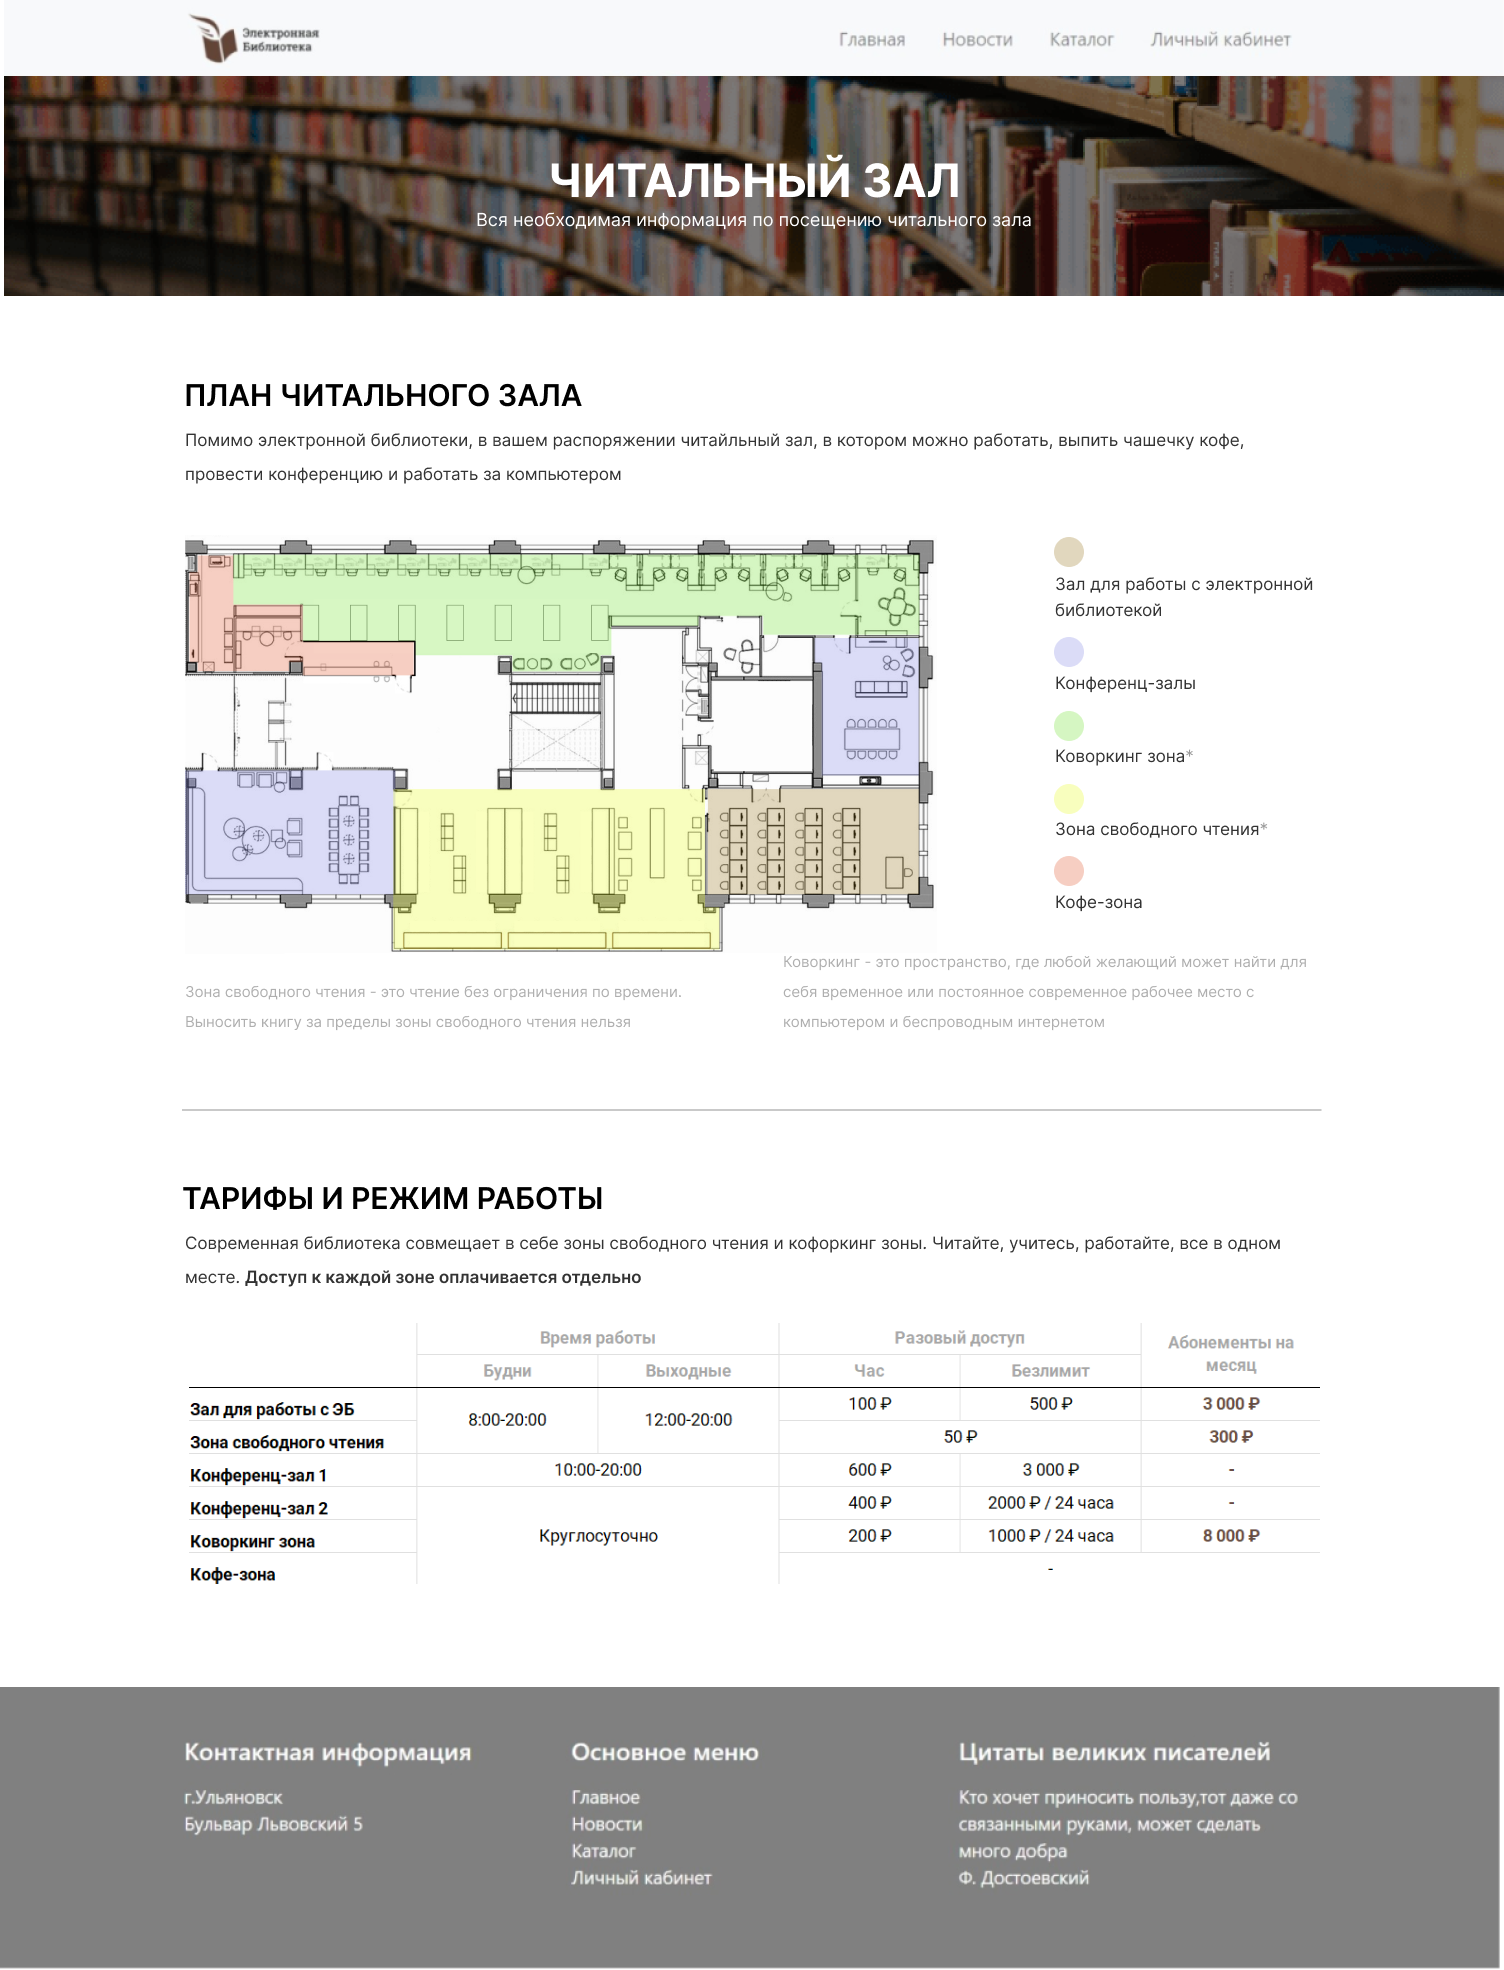 Электронная
Библиотека
Главная Новости Каталог Личный кабинет
ЧИТАЛЬНЫЙ ЗАЛ
Вся необходимая информация по посещению читального зала
ПЛАН ЧИТАЛЬНОГО ЗАЛА
Помимо электронной библиотеки, в вашем распоряжении читайльный зал, в котором можно работать, выпить чашечку кофе,
провести конференцию и работать за компьютером
Зал для работы с электронной
библиотекой
Конференц-залы
Коворкинг зона*
Зона свободного чтения*
Кофе-зона
Зона свободного чтения - это чтение без ограничения по времени.
Выносить книгу за пределы зоны свободного чтения нельзя
Коворкинг - это пространство, где любой желающий может найти для
себя временное или постоянное современное рабочее место с
компьютером и беспроводным интернетом
ТАРИФЫ И РЕЖИМ РАБОТЫ
Современная библиотека совмещает в себе зоны свободного чтения и кофоркинг зоны. Читайте, учитесь, работайте, все в одном
месте. Доступ к каждой зоне оплачивается отдельно
Время работы Разовый доступ Абонементы на
месяц
Будни Выходные Час Безлимит
Зал для работы с ЭБ 8:00-20:00 12:00-20:00 100 ₽ 500 ₽ 3 000 ₽
Зона свободного чтения 50 ₽ 300 ₽
Конференц-зал 1 10:00-20:00 600 ₽ 3 000 ₽ -
Конференц-зал 2 400 ₽ 2000 ₽ / 24 часа -
Коворкинг зона Круглосуточно 200 ₽ 1000 ₽ / 24 часа 8 000 ₽
Кофе-зона -
Контактная информация
г.Ульяновск
Бульвар Львовский 5
Основное меню
Главное
Новости
Каталог
Личный кабинет
Цитаты великих писателей
Кто хочет приносить пользу,тот даже со
связанными руками, может сделать
много добра
Ф. Достоевский